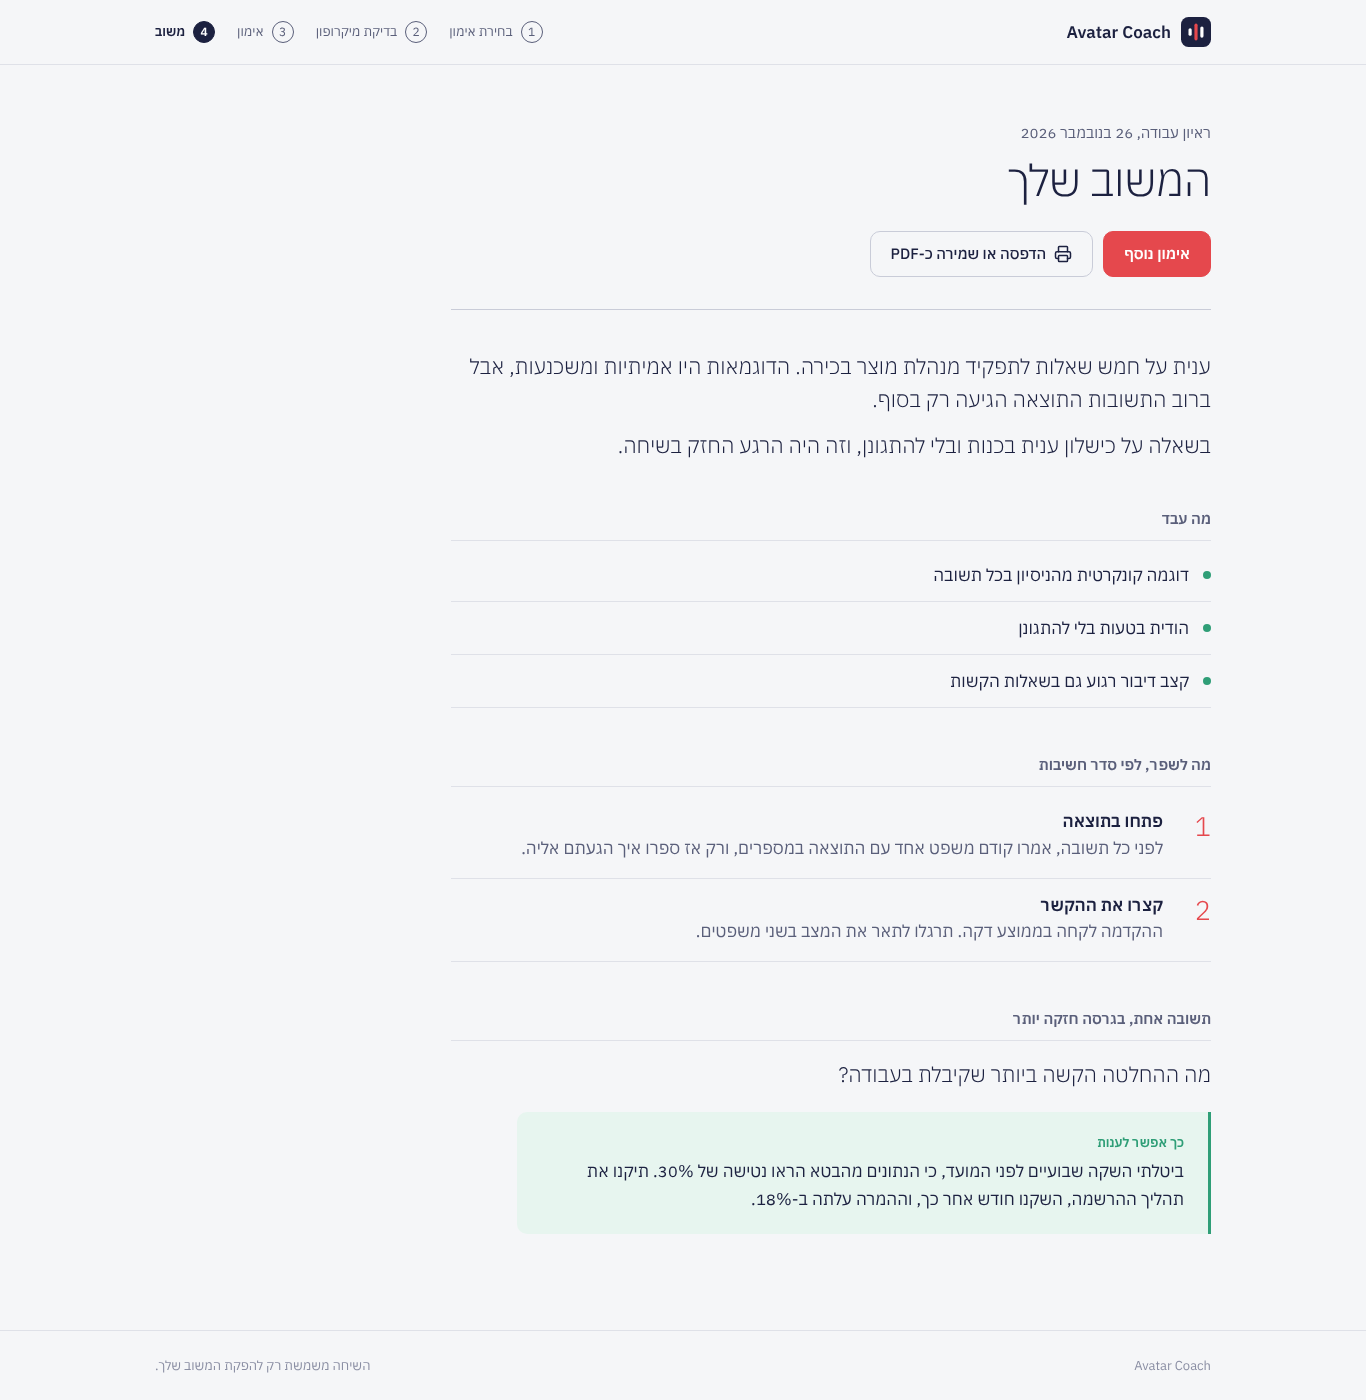 Avatar Coach
1 בחירת אימון
2 בדיקת מיקרופון
3 אימון
4 משוב
ראיון עבודה, 26 בנובמבר 2026
המשוב שלך
אימון נוסף
הדפסה או שמירה כ-PDF
ענית על חמש שאלות לתפקיד מנהלת מוצר בכירה. הדוגמאות היו אמיתיות ומשכנעות, אבל
ברוב התשובות התוצאה הגיעה רק בסוף.
בשאלה על כישלון ענית בכנות ובלי להתגונן, וזה היה הרגע החזק בשיחה.
מה עבד
דוגמה קונקרטית מהניסיון בכל תשובה
הודית בטעות בלי להתגונן
קצב דיבור רגוע גם בשאלות הקשות
מה לשפר, לפי סדר חשיבות
1 פתחו בתוצאה
לפני כל תשובה, אמרו קודם משפט אחד עם התוצאה במספרים, ורק אז ספרו איך הגעתם אליה.
2 קצרו את ההקשר
ההקדמה לקחה בממוצע דקה. תרגלו לתאר את המצב בשני משפטים.
תשובה אחת, בגרסה חזקה יותר
מה ההחלטה הקשה ביותר שקיבלת בעבודה?
כך אפשר לענות
ביטלתי השקה שבועיים לפני המועד, כי הנתונים מהבטא הראו נטישה של 30%. תיקנו את
תהליך ההרשמה, השקנו חודש אחר כך, וההמרה עלתה ב-18%.
Avatar Coach
השיחה משמשת רק להפקת המשוב שלך.